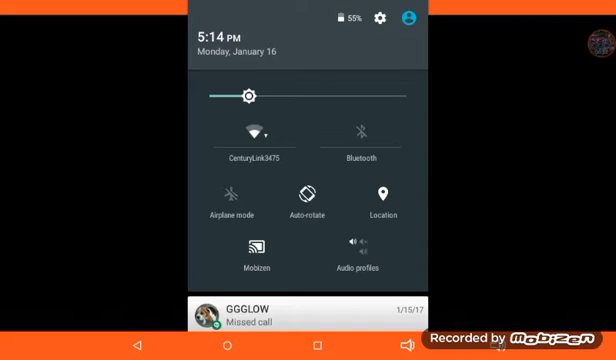 55%
5:14 PM
Monday, January 16
CenturyLink3475
Bluetooth
Airplane mode
Auto-rotate
Location
Mobizen
Audio profiles
GGGLOW
1/15/17
Missed call
Recorded by MOBIZEN